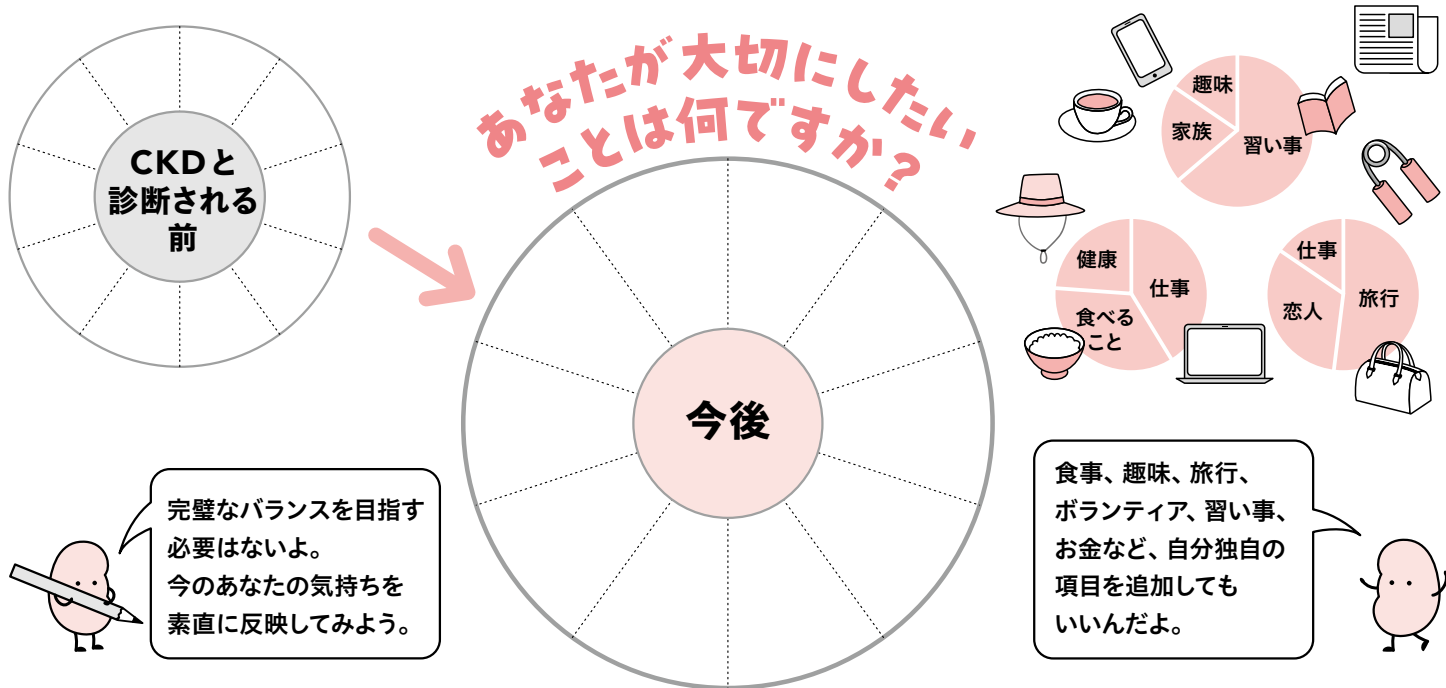 CKDと
診断される
前
あなたが大切にしたい
ことは何ですか？
今後
趣味
家族
習い事
健康
仕事
食べる
こと
仕事
恋人
旅行
完璧なバランスを目指す
必要はないよ。
今のあなたの気持ちを
素直に反映してみよう。
食事、趣味、旅行、
ボランティア、習い事、
お金など、自分独自の
項目を追加しても
いいんだよ。